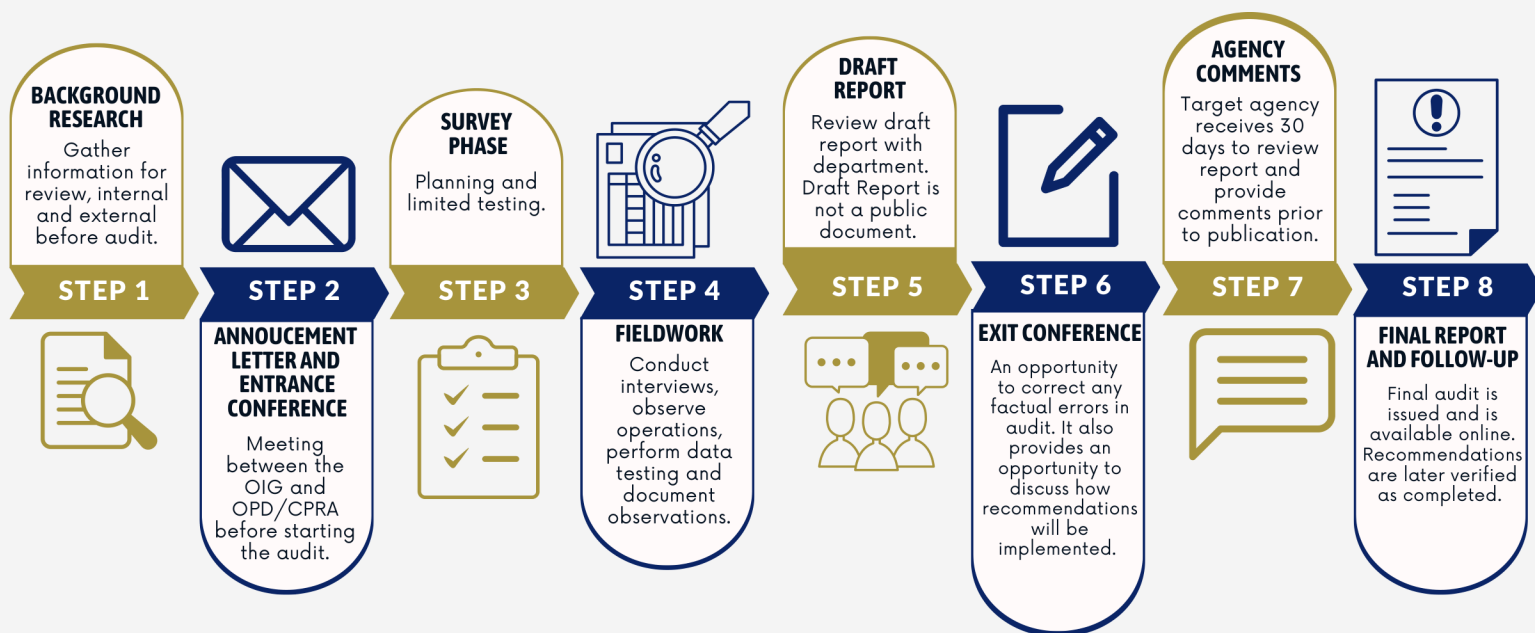 BACKGROUND
RESEARCH
Gather
information for
review, internal
and external
before audit.
STEP 1
STEP 2
ANNOUCEMENT
LETTER AND
ENTRANCE
CONFERENCE
Meeting
between the
OIG and
OPD/CPRA
before starting
the audit.
SURVEY
PHASE
Planning and
limited testing.
STEP 3
STEP 4
FIELDWORK
Conduct
interviews,
observe
operations,
perform data
testing and
document
observations.
DRAFT
REPORT
Review draft
report with
department.
Draft Report is
not a public
document.
STEP 5
STEP 6
EXIT CONFERENCE
An opportunity
to correct any
factual errors in
audit. It also
provides an
opportunity to
discuss how
recommendations
will be
implemented.
AGENCY
COMMENTS
Target agency
receives 30
days to review
report and
provide
comments prior
to publication.
STEP 7
STEP 8
FINAL REPORT
AND FOLLOW-UP
Final audit is
issued and is
available online.
Recommendations
are later verified
as completed.